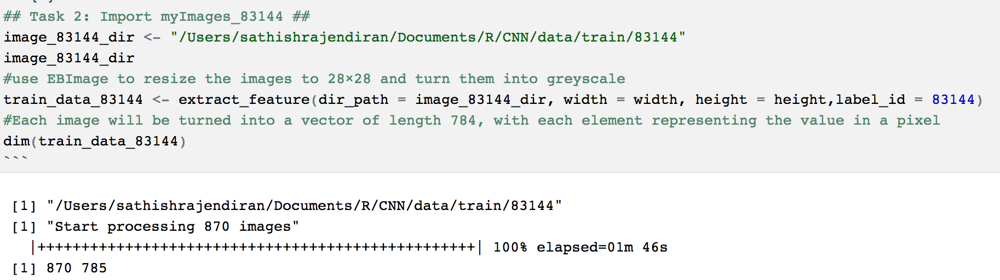 ## Task 2: Import myImages_83144 ##
image_83144_dir <- "/Users/sathishrajendiran/Documents/R/CNN/data/train/83144"
image_83144_dir
#use EBImage to resize the images to 28×28 and turn them into greyscale
train_data_83144 <- extract_feature(dir_path = image_83144_dir, width = width, height = height,label_id = 83144)
#Each image will be turned into a vector of length 784, with each element representing the value in a pixel
dim(train_data_83144)
```
[1] "/Users/sathishrajendiran/Documents/R/CNN/data/train/83144"
[1] "Start processing 870 images"
|++++++++++++++++++++++++++++++++++++++++++++++++++| 100% elapsed=01m 46s
[1] 870 785